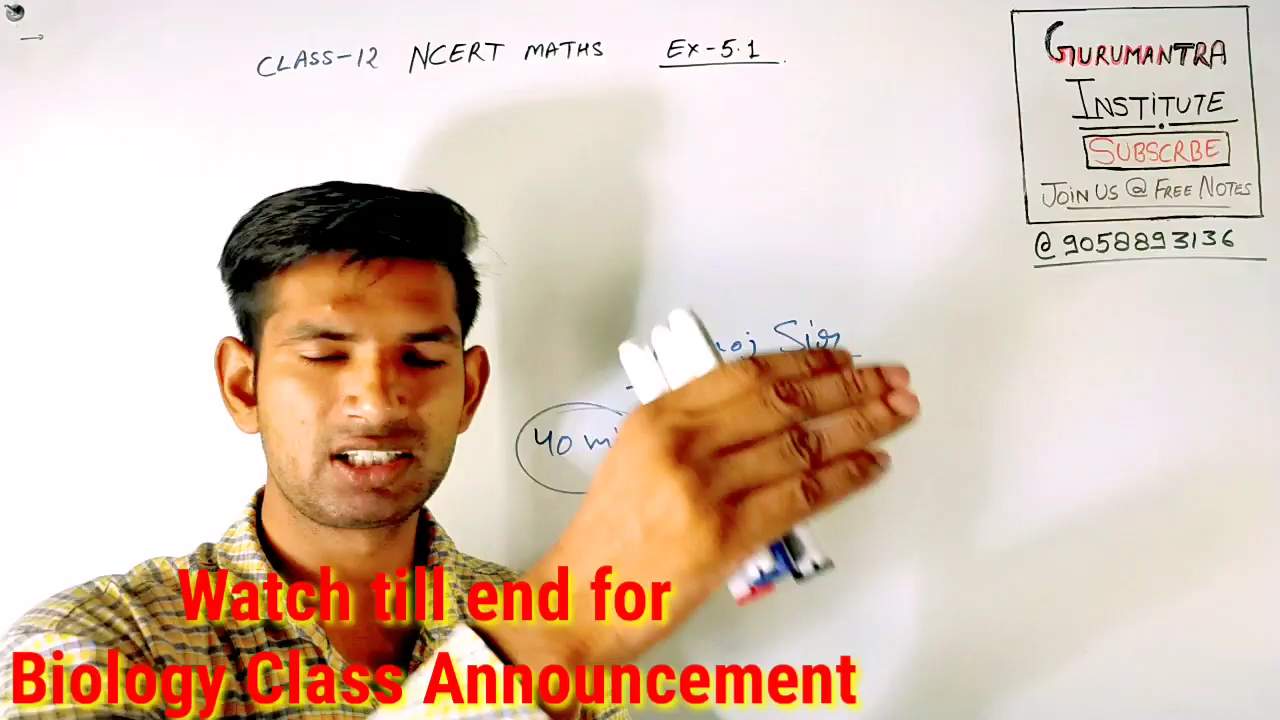 CLASS-12 NCERT MATHS Ex-5.1
GURUMANTRA
INSTITUTE
SUBSCRBE
JOIN US @ FREE NOTES
@ 9058893136
Sir
40
Watch till end for
Biology Class Announcement